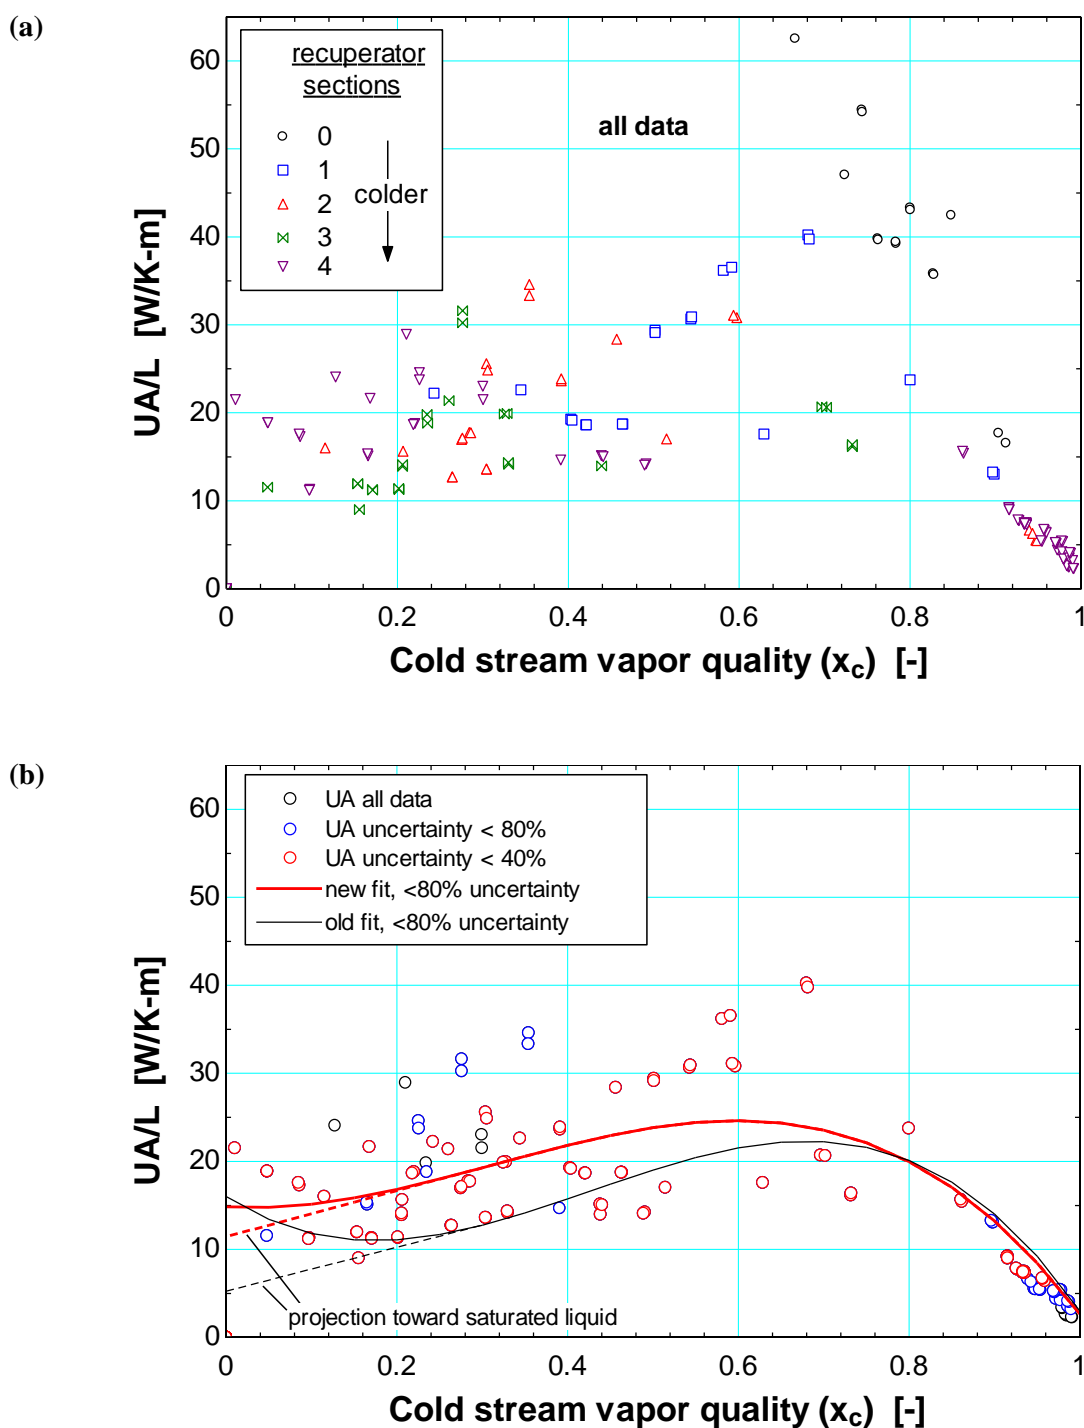 (a)
60
50
40
30
20
10
0
UA/L [W/K-m]
recuperator
sections
0
1
2
3
4
colder
all data
0
0.2
0.4
0.6
0.8
1
Cold stream vapor quality (xc) [-]
(b)
60
50
40
30
20
10
0
UA/L [W/K-m]
UA all data
UA uncertainty < 80%
UA uncertainty < 40%
new fit, <80% uncertainty
old fit, <80% uncertainty
projection toward saturated liquid
0
0.2
0.4
0.6
0.8
1
Cold stream vapor quality (xc) [-]